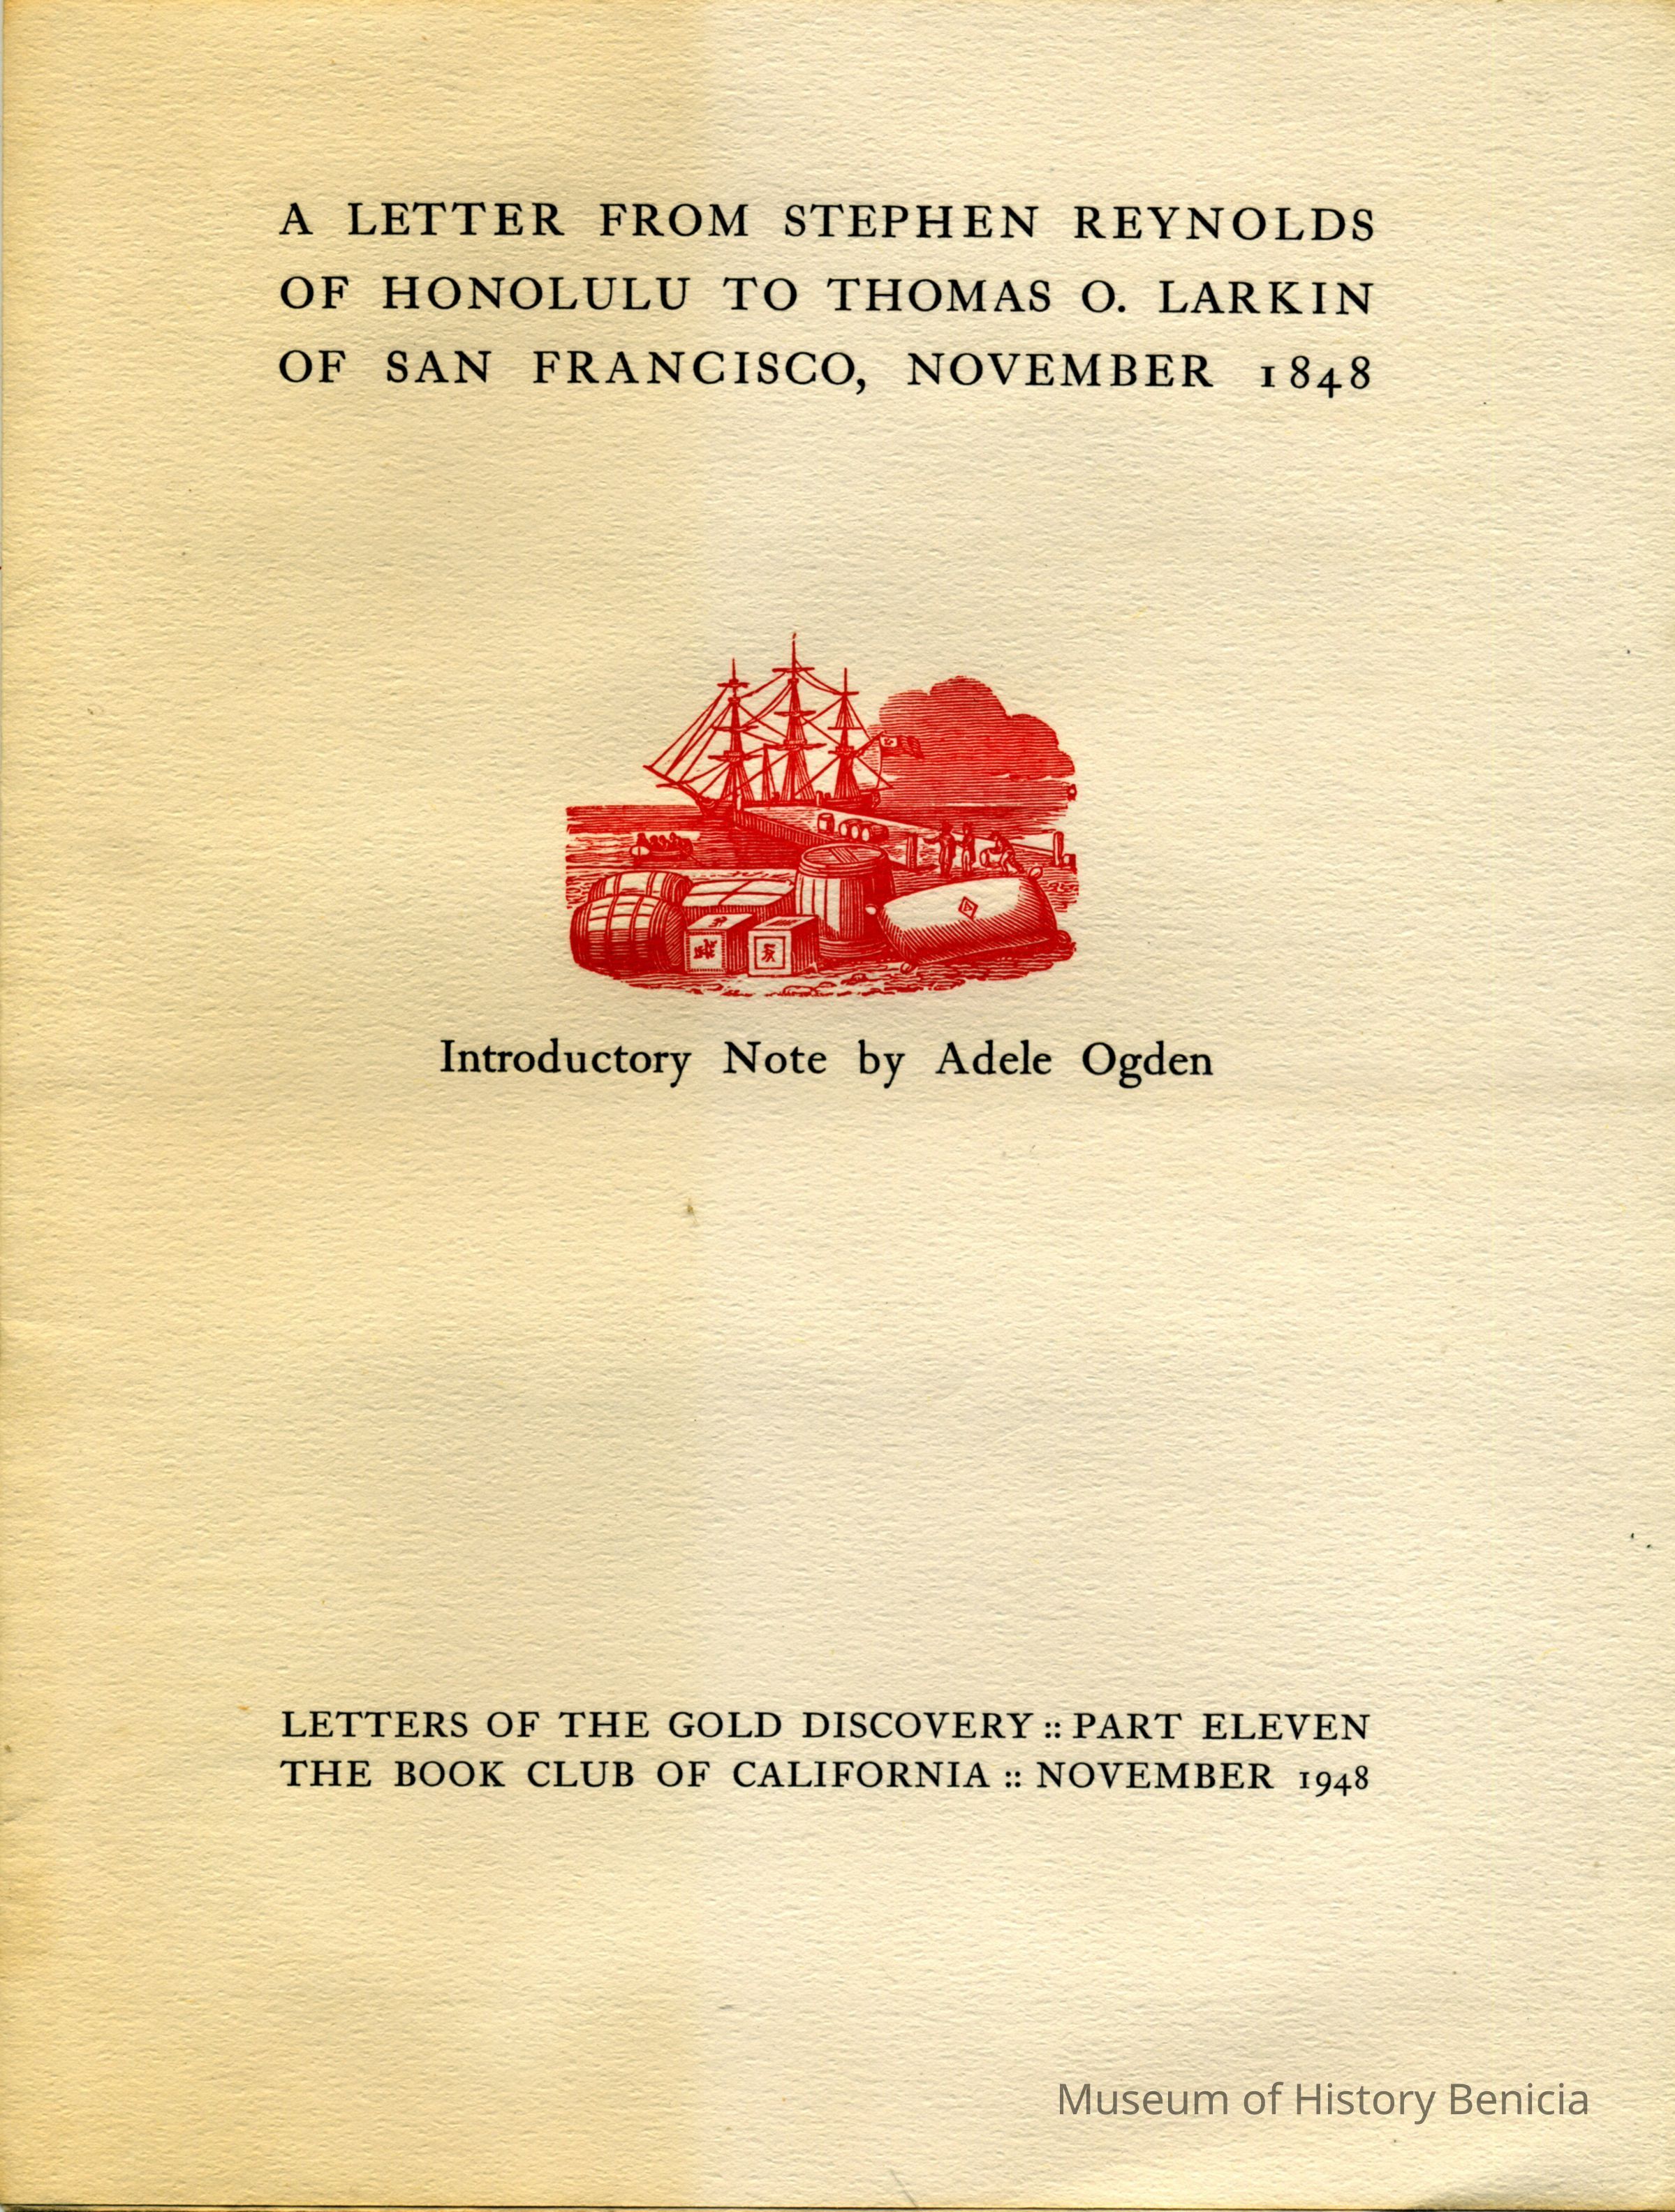 A LETTER FROM STEPHEN REYNOLDS
OF HONOLULU TO THOMAS O. LARKIN
OF SAN FRANCISCO, NOVEMBER 1848
Introductory Note by Adele Ogden
LETTERS OF THE GOLD DISCOVERY :: PART ELEVEN
THE BOOK CLUB OF CALIFORNIA :: NOVEMBER 1948
Museum of History Benicia